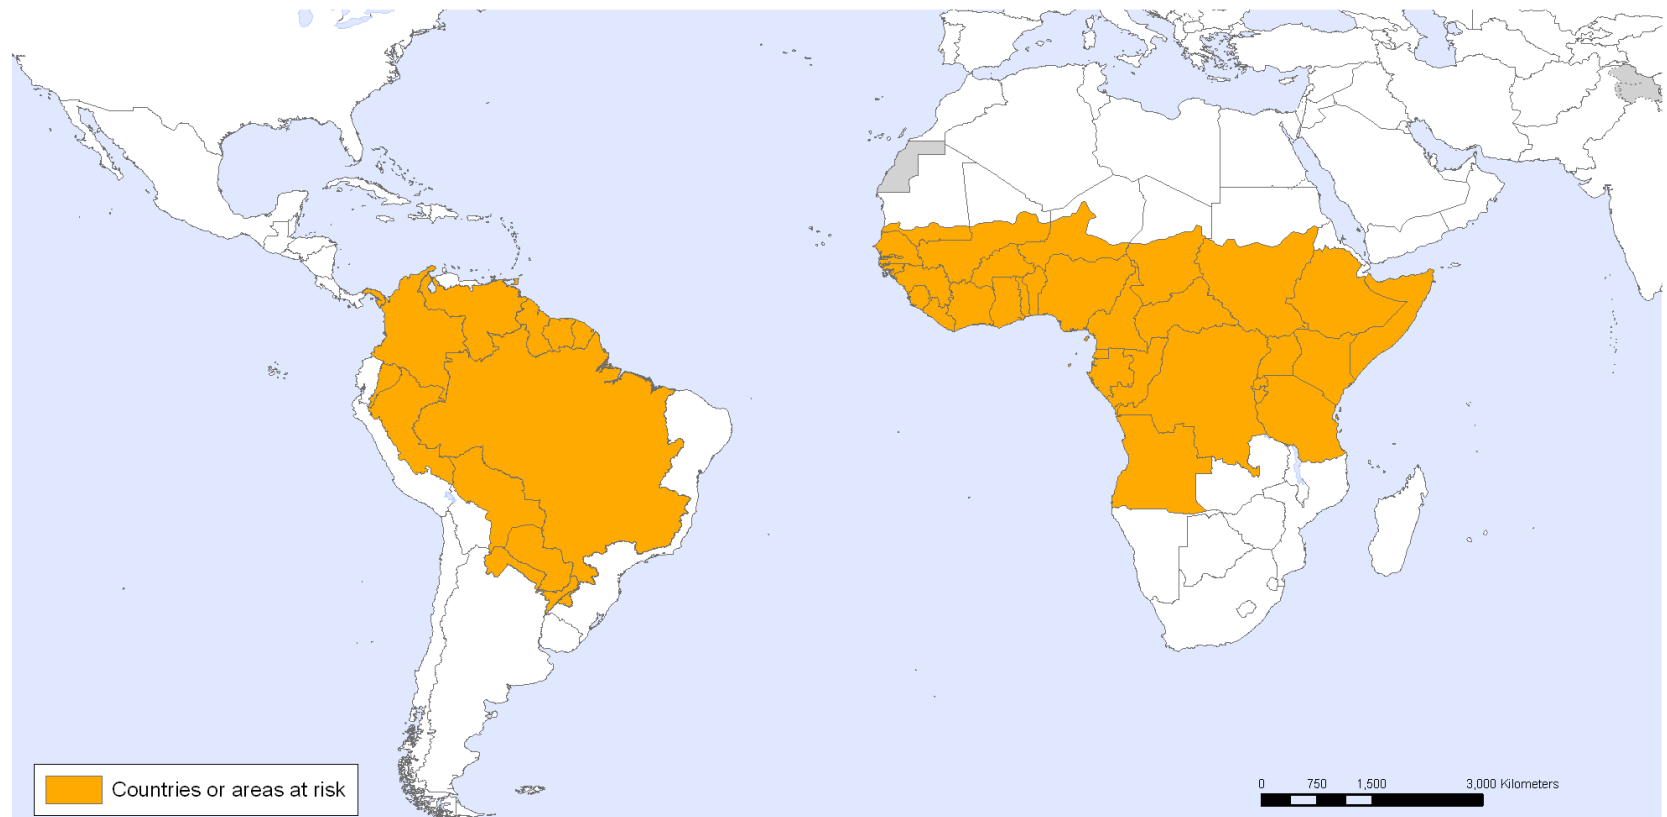 Countries or areas at risk
0 750 1,500 3,000 Kilometers